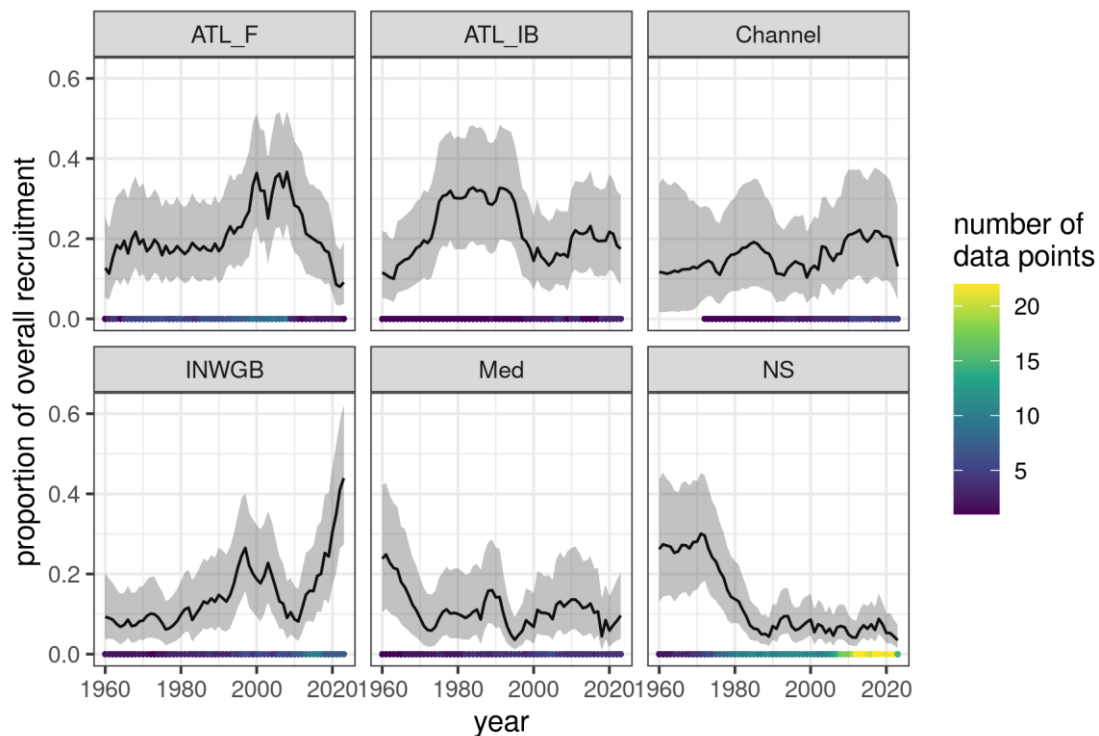 ATL_F ATL_IB Channel
0.6
0.4
0.2
0.0
INWGB Med NS
0.6
0.4
0.2
0.0
1960 1980 2000 2020 1960 1980 2000 2020 1960 1980 2000 2020
year
proportion of overall recruitment
number of
data points
20
15
10
5